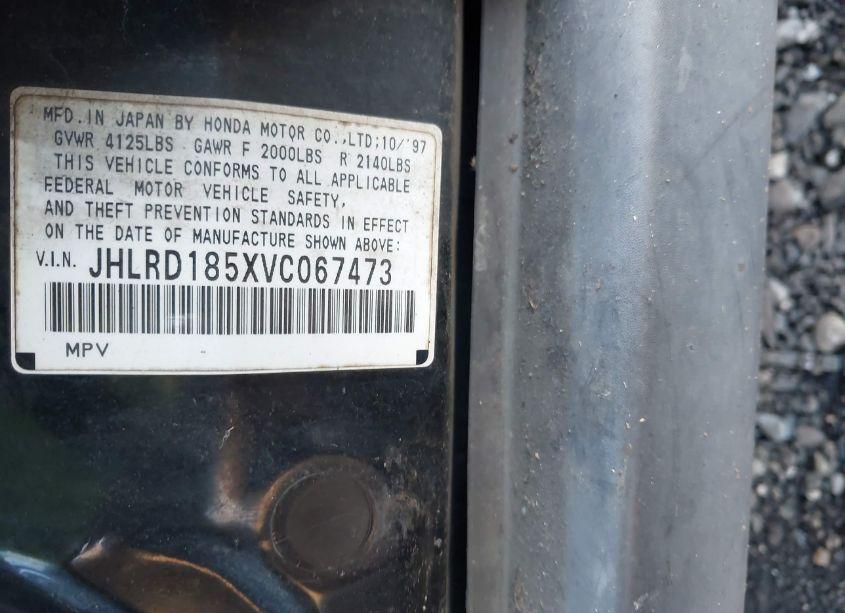 MFD. IN JAPAN BY HONDA MOTOR CO.,LTD;10/'97
GVWR 4125LBS GAWR F 2000LBS R 2140LBS
THIS VEHICLE CONFORMS TO ALL APPLICABLE
FEDERAL MOTOR VEHICLE SAFETY,
AND THEFT PREVENTION STANDARDS IN EFFECT
ON THE DATE OF MANUFACTURE SHOWN ABOVE:
V.I.N. JHLRD185XVC067473
MPV -